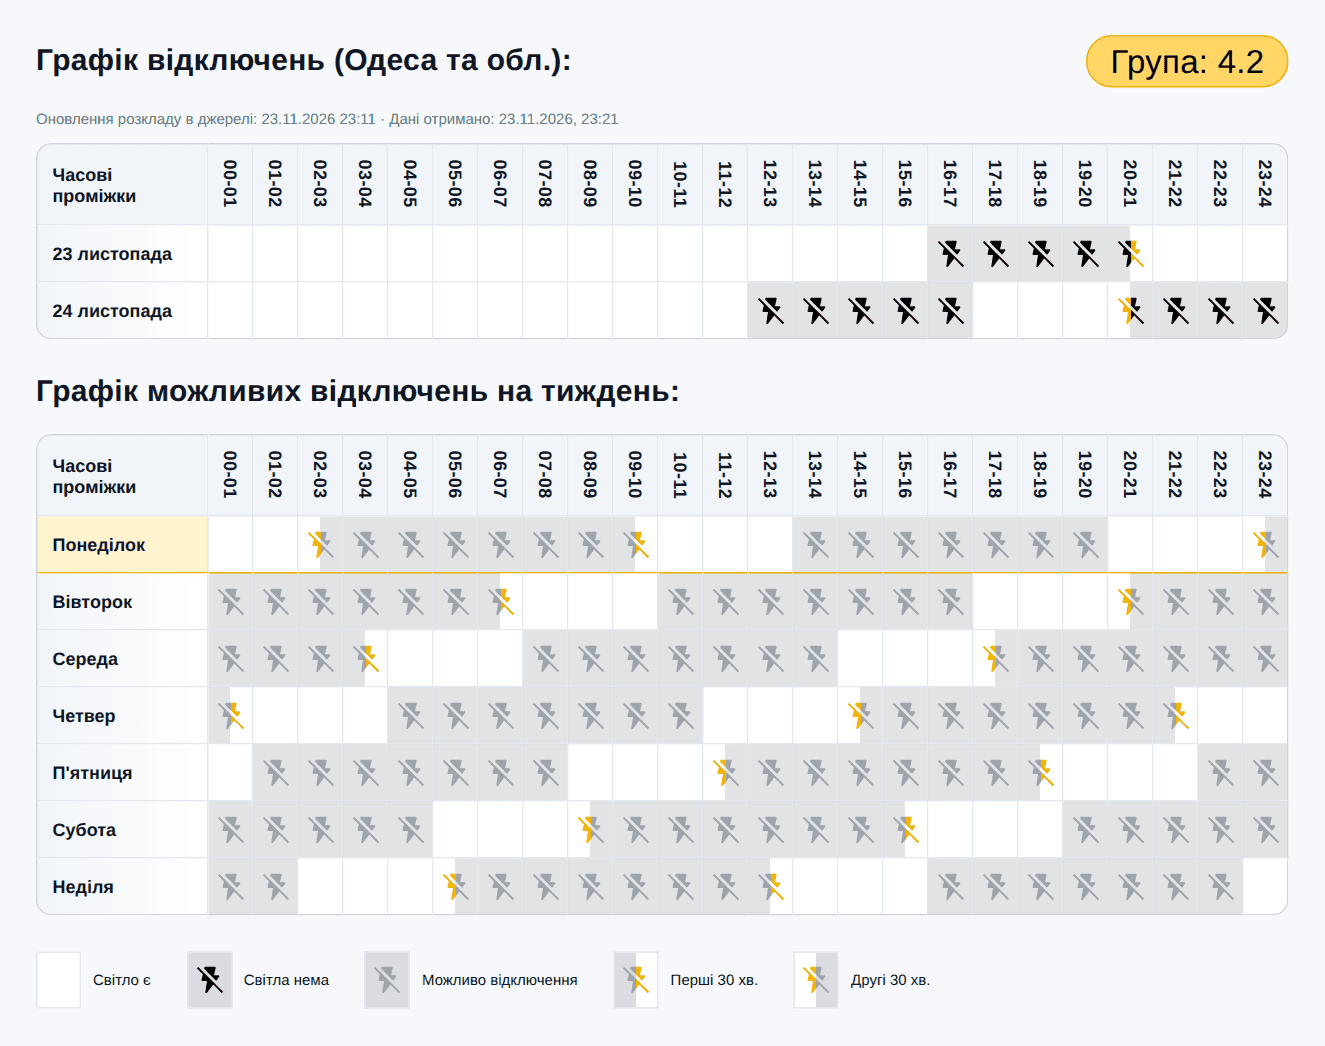 Графік відключень (Одеса та обл.):
Група: 4.2
Оновлення розкладу в джерелі: 23.11.2026 23:11 · Дані отримано: 23.11.2026, 23:21
Часові проміжки 00-01 01-02 02-03 03-04 04-05 05-06 06-07 07-08 08-09 09-10 10-11 11-12 12-13 13-14 14-15 15-16 16-17 17-18 18-19 19-20 20-21 21-22 22-23 23-24
23 листопада
24 листопада
Графік можливих відключень на тиждень:
Часові проміжки 00-01 01-02 02-03 03-04 04-05 05-06 06-07 07-08 08-09 09-10 10-11 11-12 12-13 13-14 14-15 15-16 16-17 17-18 18-19 19-20 20-21 21-22 22-23 23-24
Понеділок
Вівторок
Середа
Четвер
П'ятниця
Субота
Неділя
Світло є Світла нема Можливо відключення Перші 30 хв. Другі 30 хв.